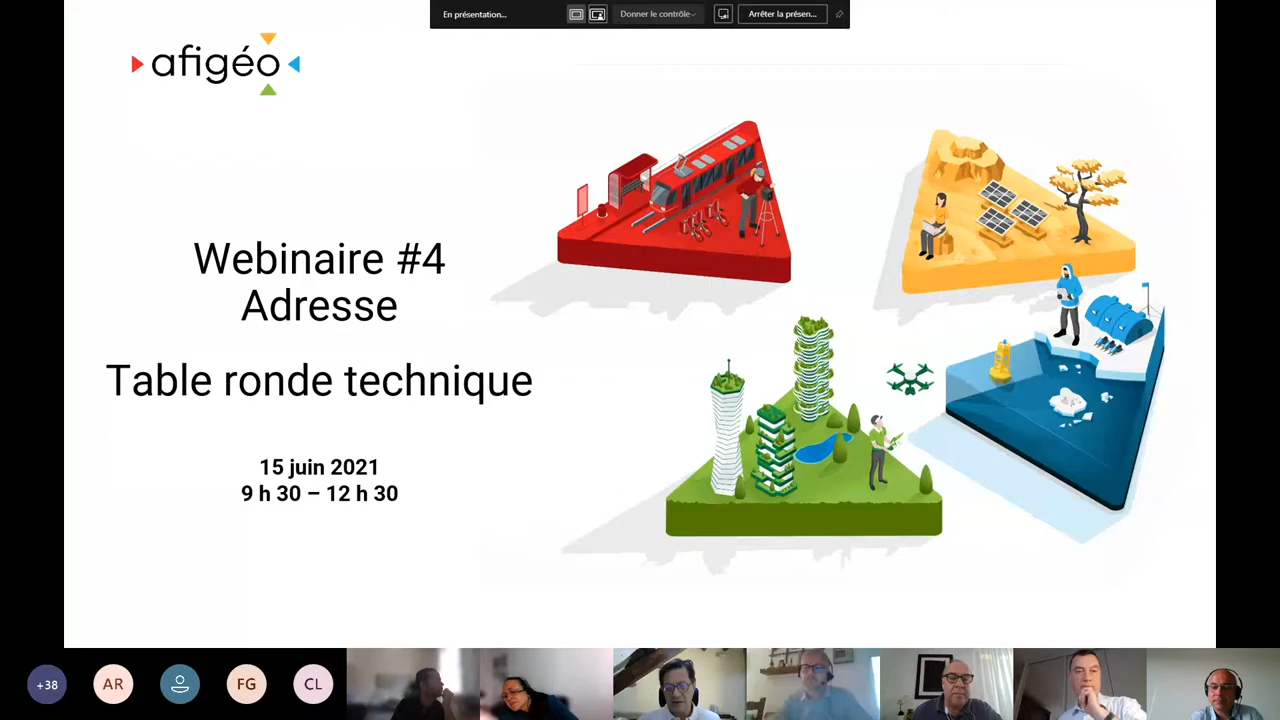 En présentation...
Donner le contrôle
Arrêter la présen...
afigéo
Webinaire #4
Adresse
Table ronde technique
15 juin 2021
9 h 30 – 12 h 30
+38
AR
FG
CL